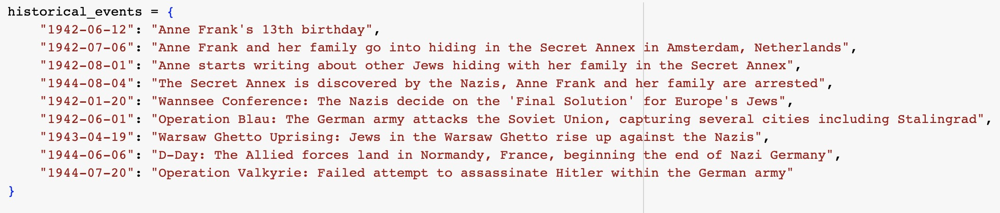 historical_events = {
    "1942-06-12": "Anne Frank's 13th birthday",
    "1942-07-06": "Anne Frank and her family go into hiding in the Secret Annex in Amsterdam, Netherlands",
    "1942-08-01": "Anne starts writing about other Jews hiding with her family in the Secret Annex",
    "1944-08-04": "The Secret Annex is discovered by the Nazis, Anne Frank and her family are arrested",
    "1942-01-20": "Wannsee Conference: The Nazis decide on the 'Final Solution' for Europe's Jews",
    "1942-06-01": "Operation Blau: The German army attacks the Soviet Union, capturing several cities including Stalingrad",
    "1943-04-19": "Warsaw Ghetto Uprising: Jews in the Warsaw Ghetto rise up against the Nazis",
    "1944-06-06": "D-Day: The Allied forces land in Normandy, France, beginning the end of Nazi Germany",
    "1944-07-20": "Operation Valkyrie: Failed attempt to assassinate Hitler within the German army"
}